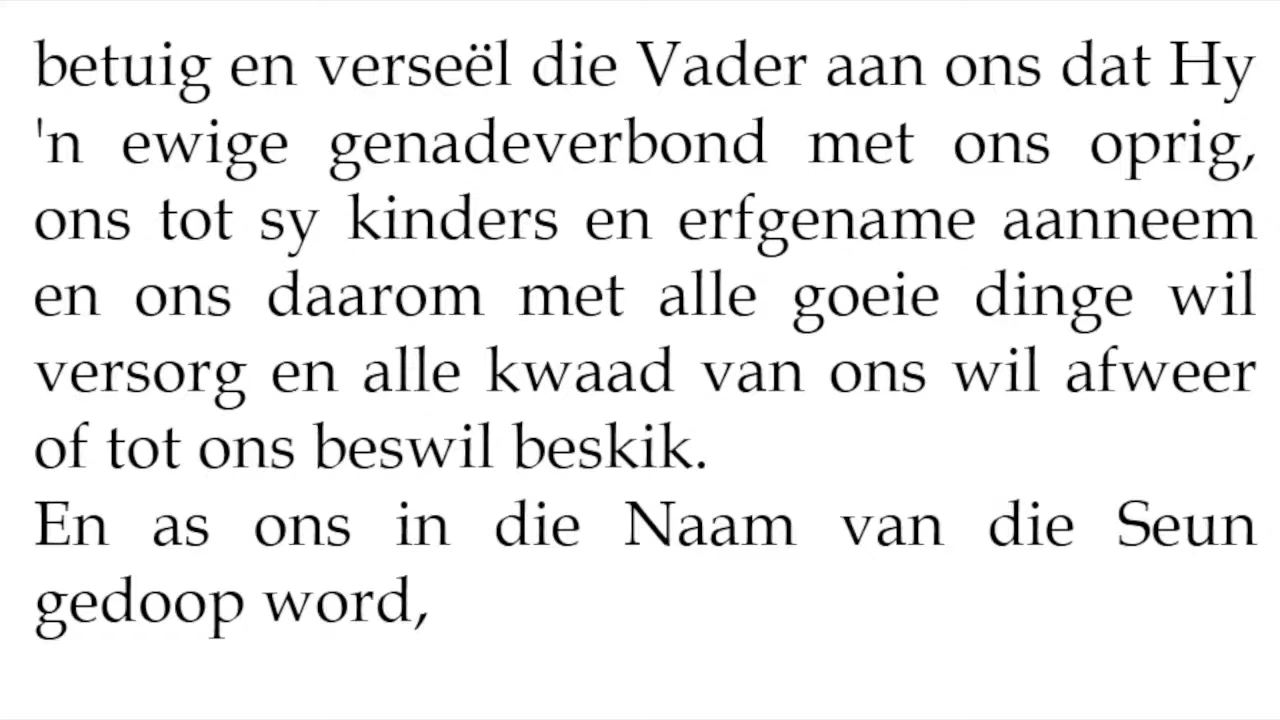 betuig en verseël die Vader aan ons dat Hy
'n ewige genadeverbond met ons oprig,
ons tot sy kinders en erfgename aanneem
en ons daarom met alle goeie dinge wil
versorg en alle kwaad van ons wil afweer
of tot ons beswil beskik.
En as ons in die Naam van die Seun
gedoop word,